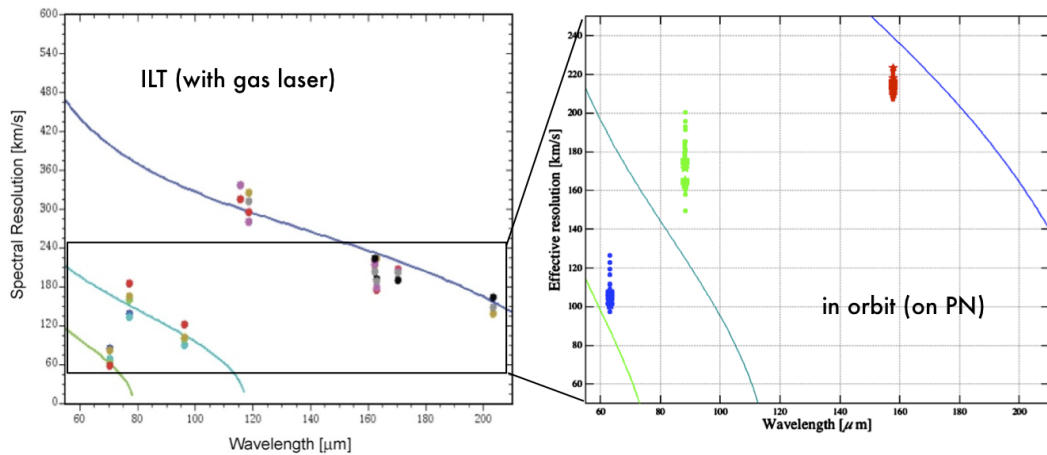 600
540
480
420
360
300
240
180
120
60
0
Spectral Resolution [km/s]
ILT (with gas laser)
60 80 100 120 140 160 180 200
Wavelength [μm]
240
220
200
180
160
140
120
100
80
60
Effective resolution [km/s]
in orbit (on PN)
60 80 100 120 140 160 180 200
Wavelength [μm]